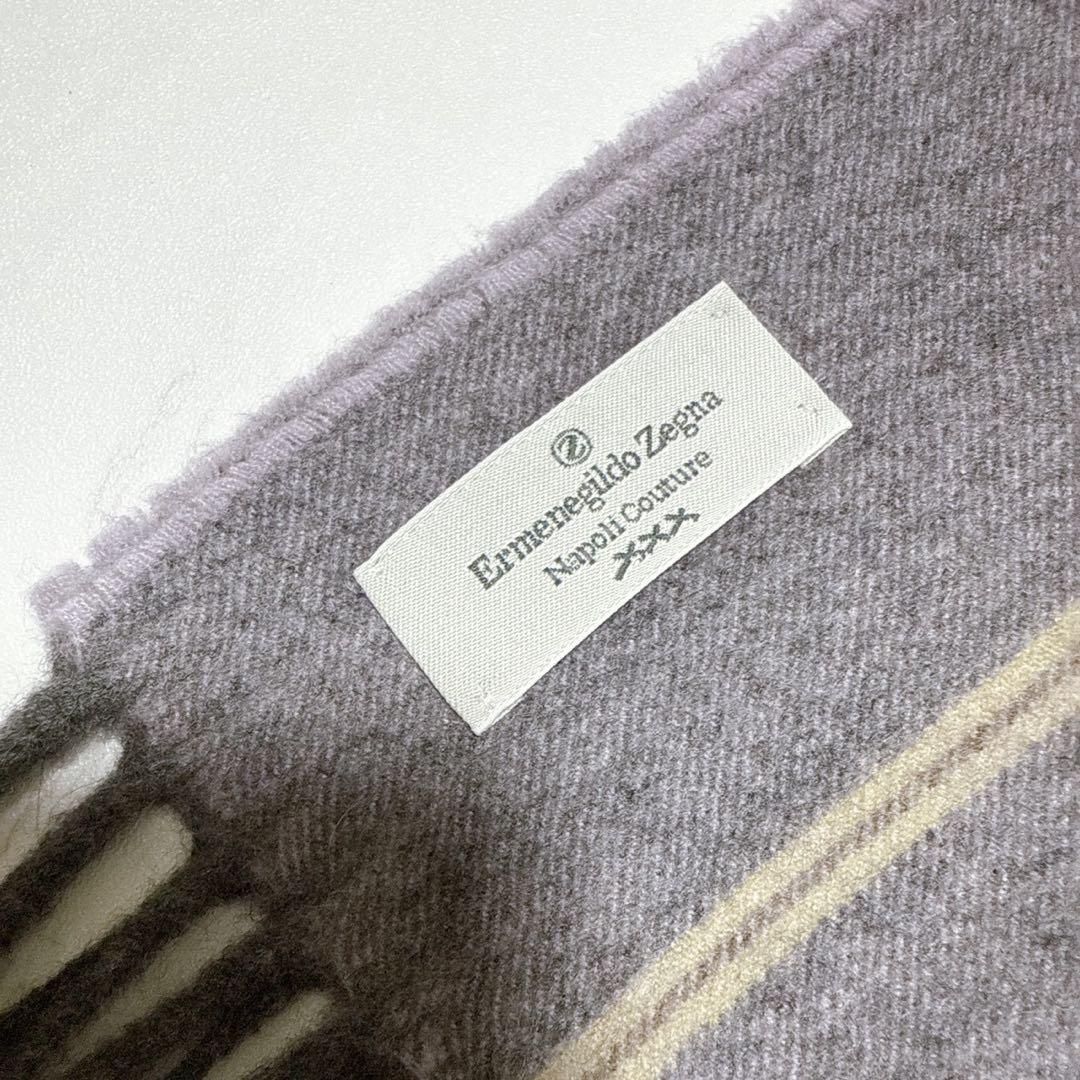 Z
Ermenegildo Zegna
Napoli Couture
xxx